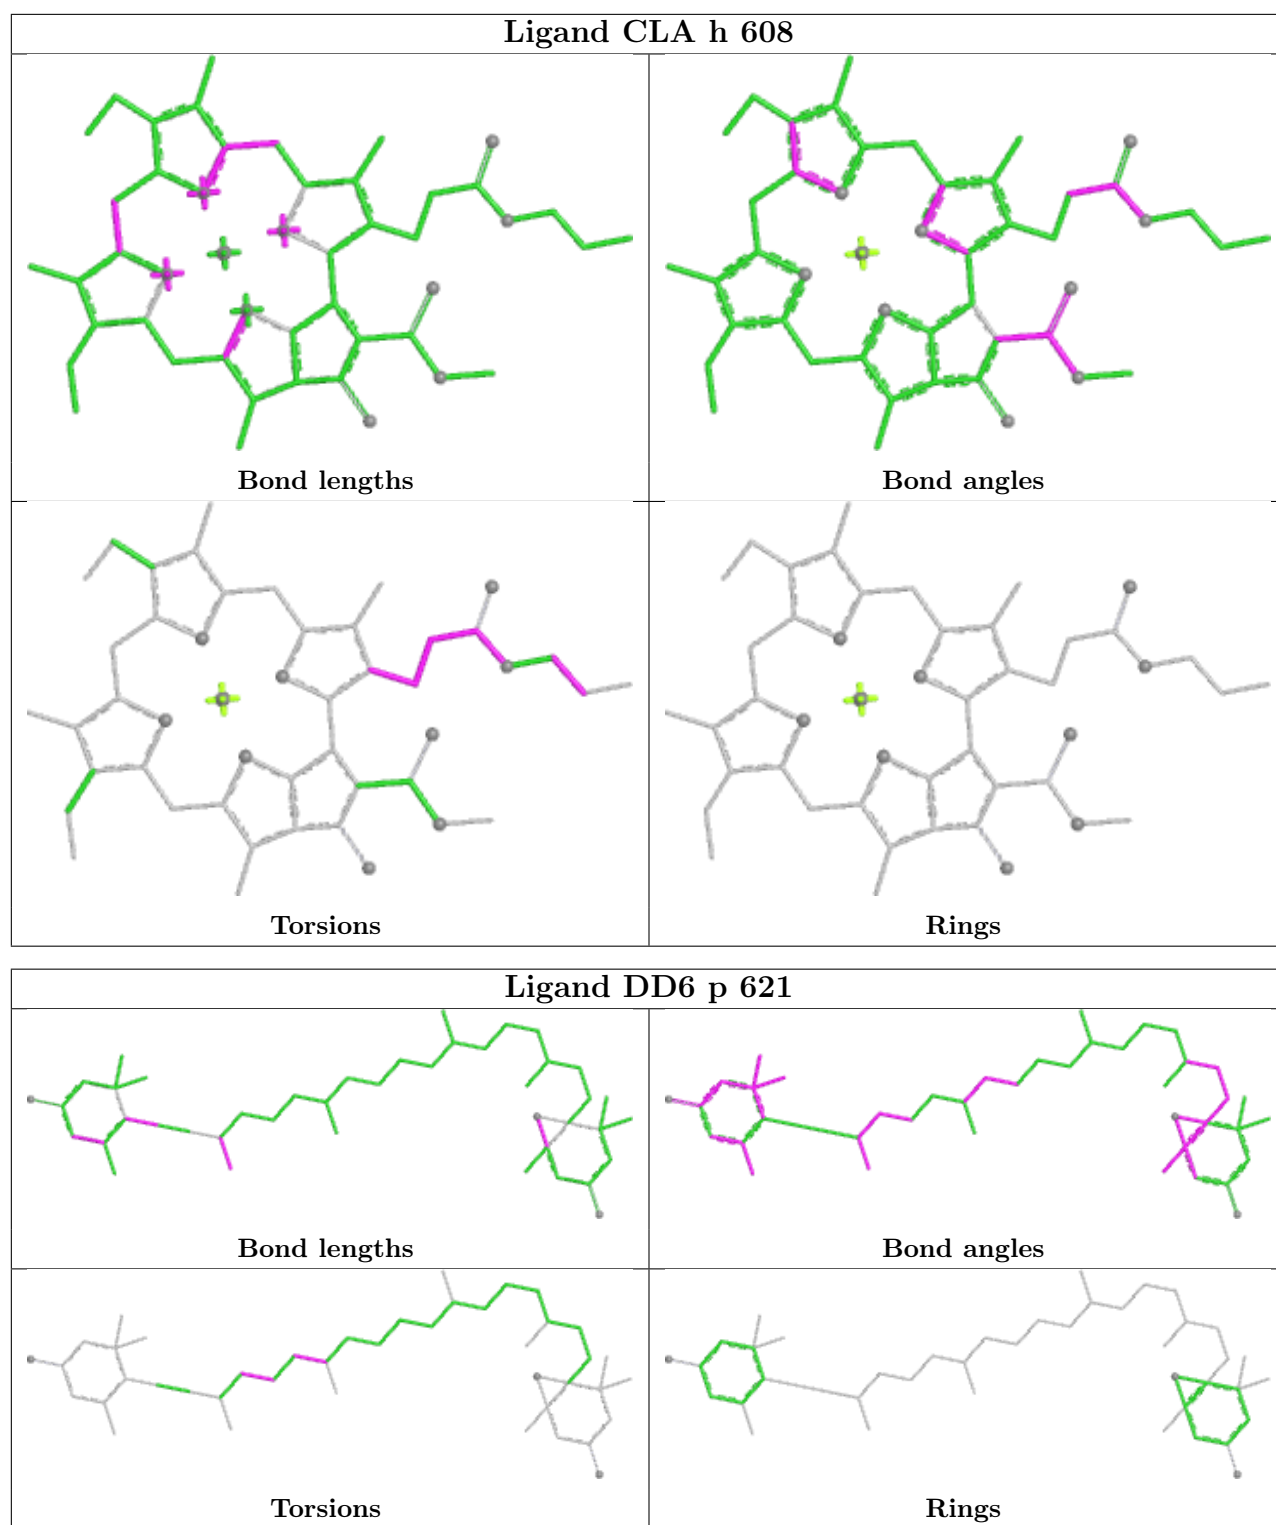 Ligand CLA h 608
Bond lengths
Bond angles
Torsions
Rings
Ligand DD6 p 621
Bond lengths
Bond angles
Torsions
Rings